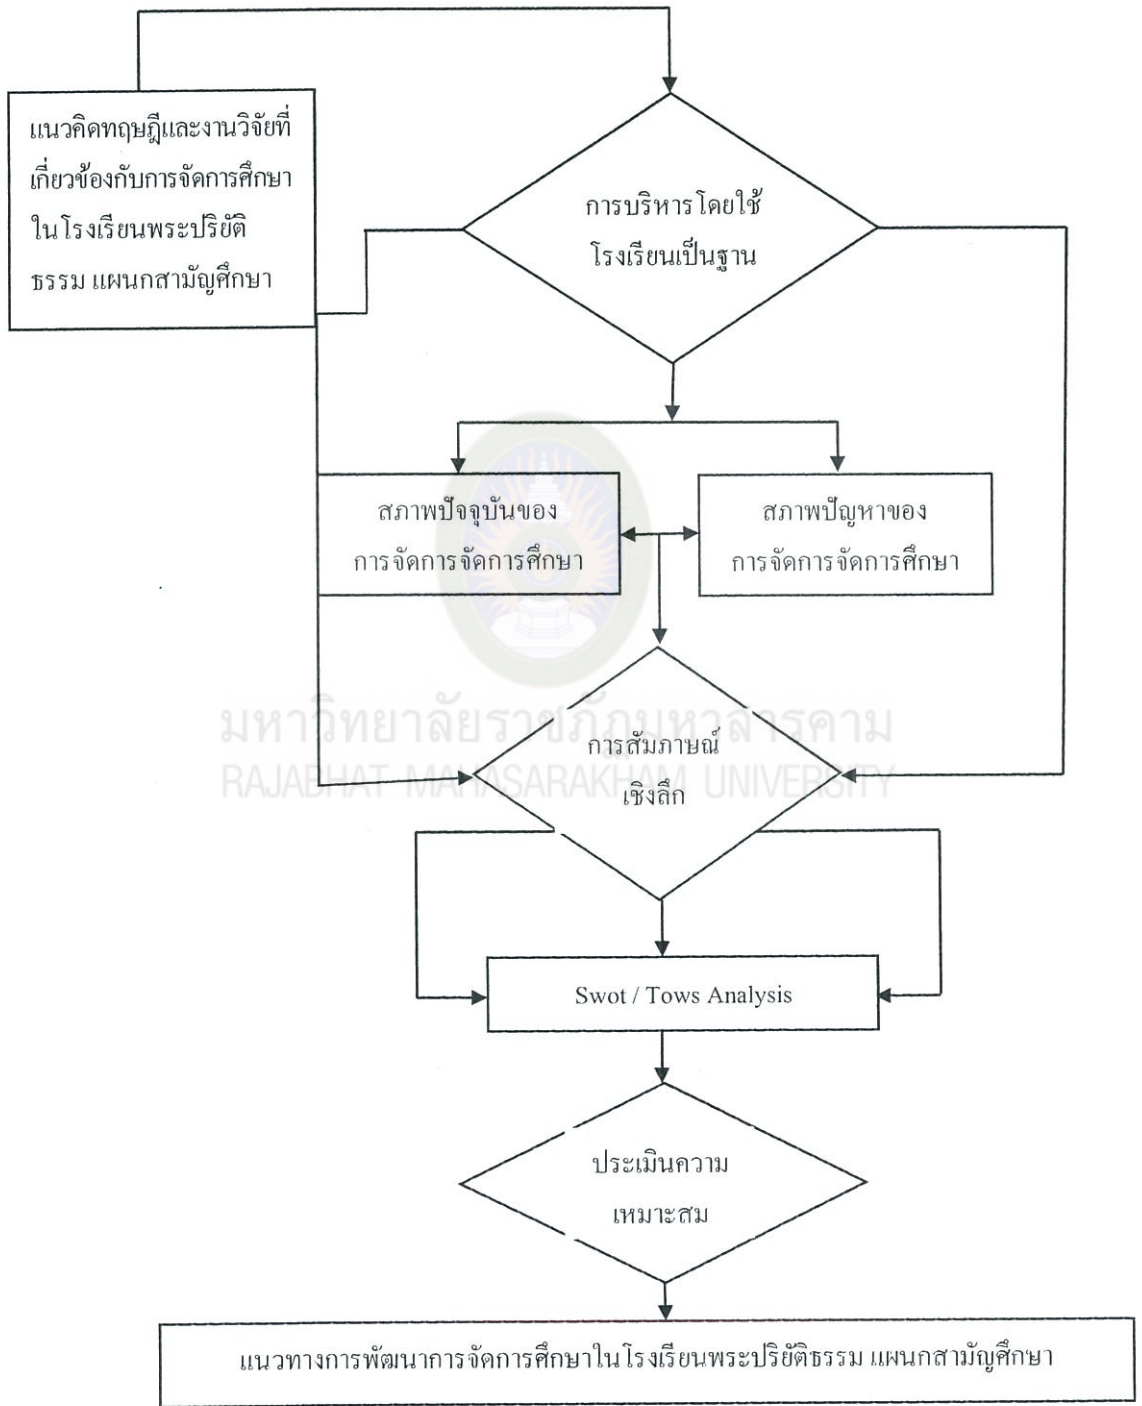 แนวคิดทฤษฎีและงานวิจัยที่
เกี่ยวข้องกับการจัดการศึกษา
ในโรงเรียนพระปริยัติ
ธรรม แผนกสามัญศึกษา
การบริหารโดยใช้
โรงเรียนเป็นฐาน
สภาพปัจจุบันของ
การจัดการจัดการศึกษา
สภาพปัญหาของ
การจัดการจัดการศึกษา
มหาวิทยาลัยราชภัฏมหาสารคาม
RAJABHAT MAHASARAKHAM UNIVERSITY
การสัมภาษณ์
เชิงลึก
Swot / Tows Analysis
ประเมินความ
เหมาะสม
แนวทางการพัฒนาการจัดการศึกษาในโรงเรียนพระปริยัติธรรม แผนกสามัญศึกษา